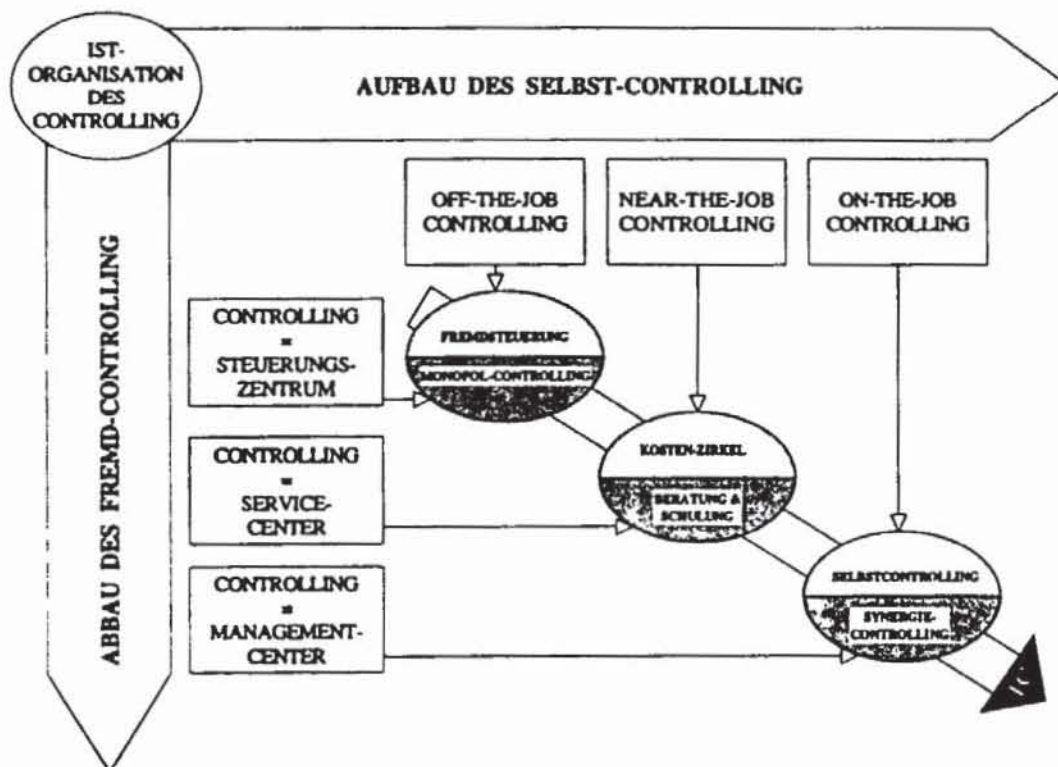 IST-
ORGANISATION
DES
CONTROLLING
AUFBAU DES SELBST-CONTROLLING
ABBAU DES FREMD-CONTROLLING
OFF-THE-JOB
CONTROLLING
NEAR-THE-JOB
CONTROLLING
ON-THE-JOB
CONTROLLING
CONTROLLING
=
STEUERUNGS-
ZENTRUM
FREMDSTEUERUNG
MONOPOL-CONTROLLING
CONTROLLING
=
SERVICE-
CENTER
KOSTEN-ZIRKEL
BERATUNG &
SCHULUNG
CONTROLLING
=
MANAGEMENT-
CENTER
SELBSTCONTROLLING
SYNERGIE-
CONTROLLING